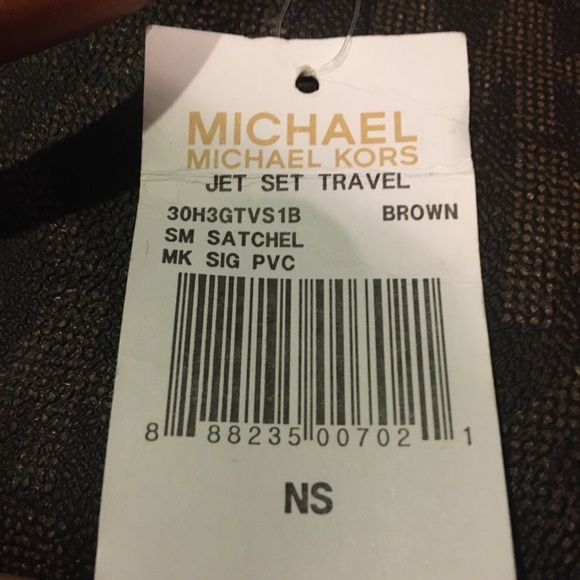 MICHAEL
MICHAEL KORS
JET SET TRAVEL
30H3GTVS1B BROWN
SM SATCHEL
MK SIG PVC
8 88235 00702 1
NS